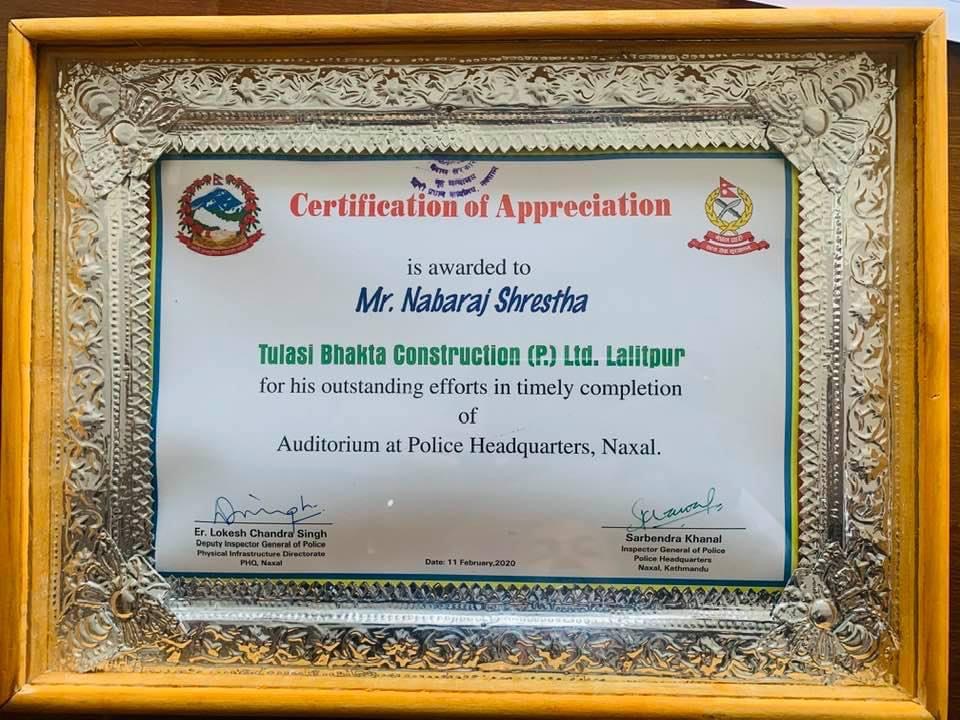 Certification of Appreciation
is awarded to
Mr. Nabaraj Shrestha
Tulasi Bhakta Construction (P.) Ltd. Lalitpur
for his outstanding efforts in timely completion
of
Auditorium at Police Headquarters, Naxal.
Er. Lokesh Chandra Singh
Deputy Inspector General of Police
Physical Infrastructure Directorate
PHQ, Naxal
Date: 11 February,2020
Sarbendra Khanal
Inspector General of Police
Police Headquarters
Naxal, Kathmandu